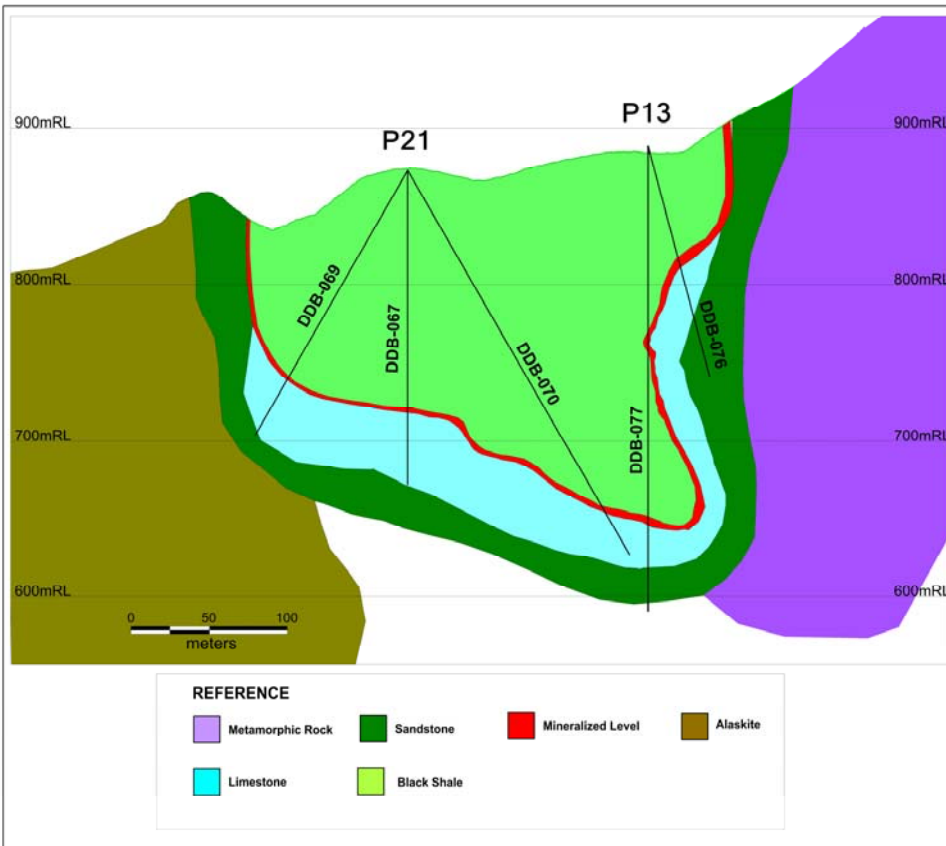 900mRL
P21
P13
900mRL
800mRL
DDB-069
DDB-067
DDB-070
DDB-077
DDB-076
800mRL
700mRL
700mRL
600mRL
600mRL
0 50 100
meters
REFERENCE
Metamorphic Rock
Sandstone
Mineralized Level
Alaskite
Limestone
Black Shale